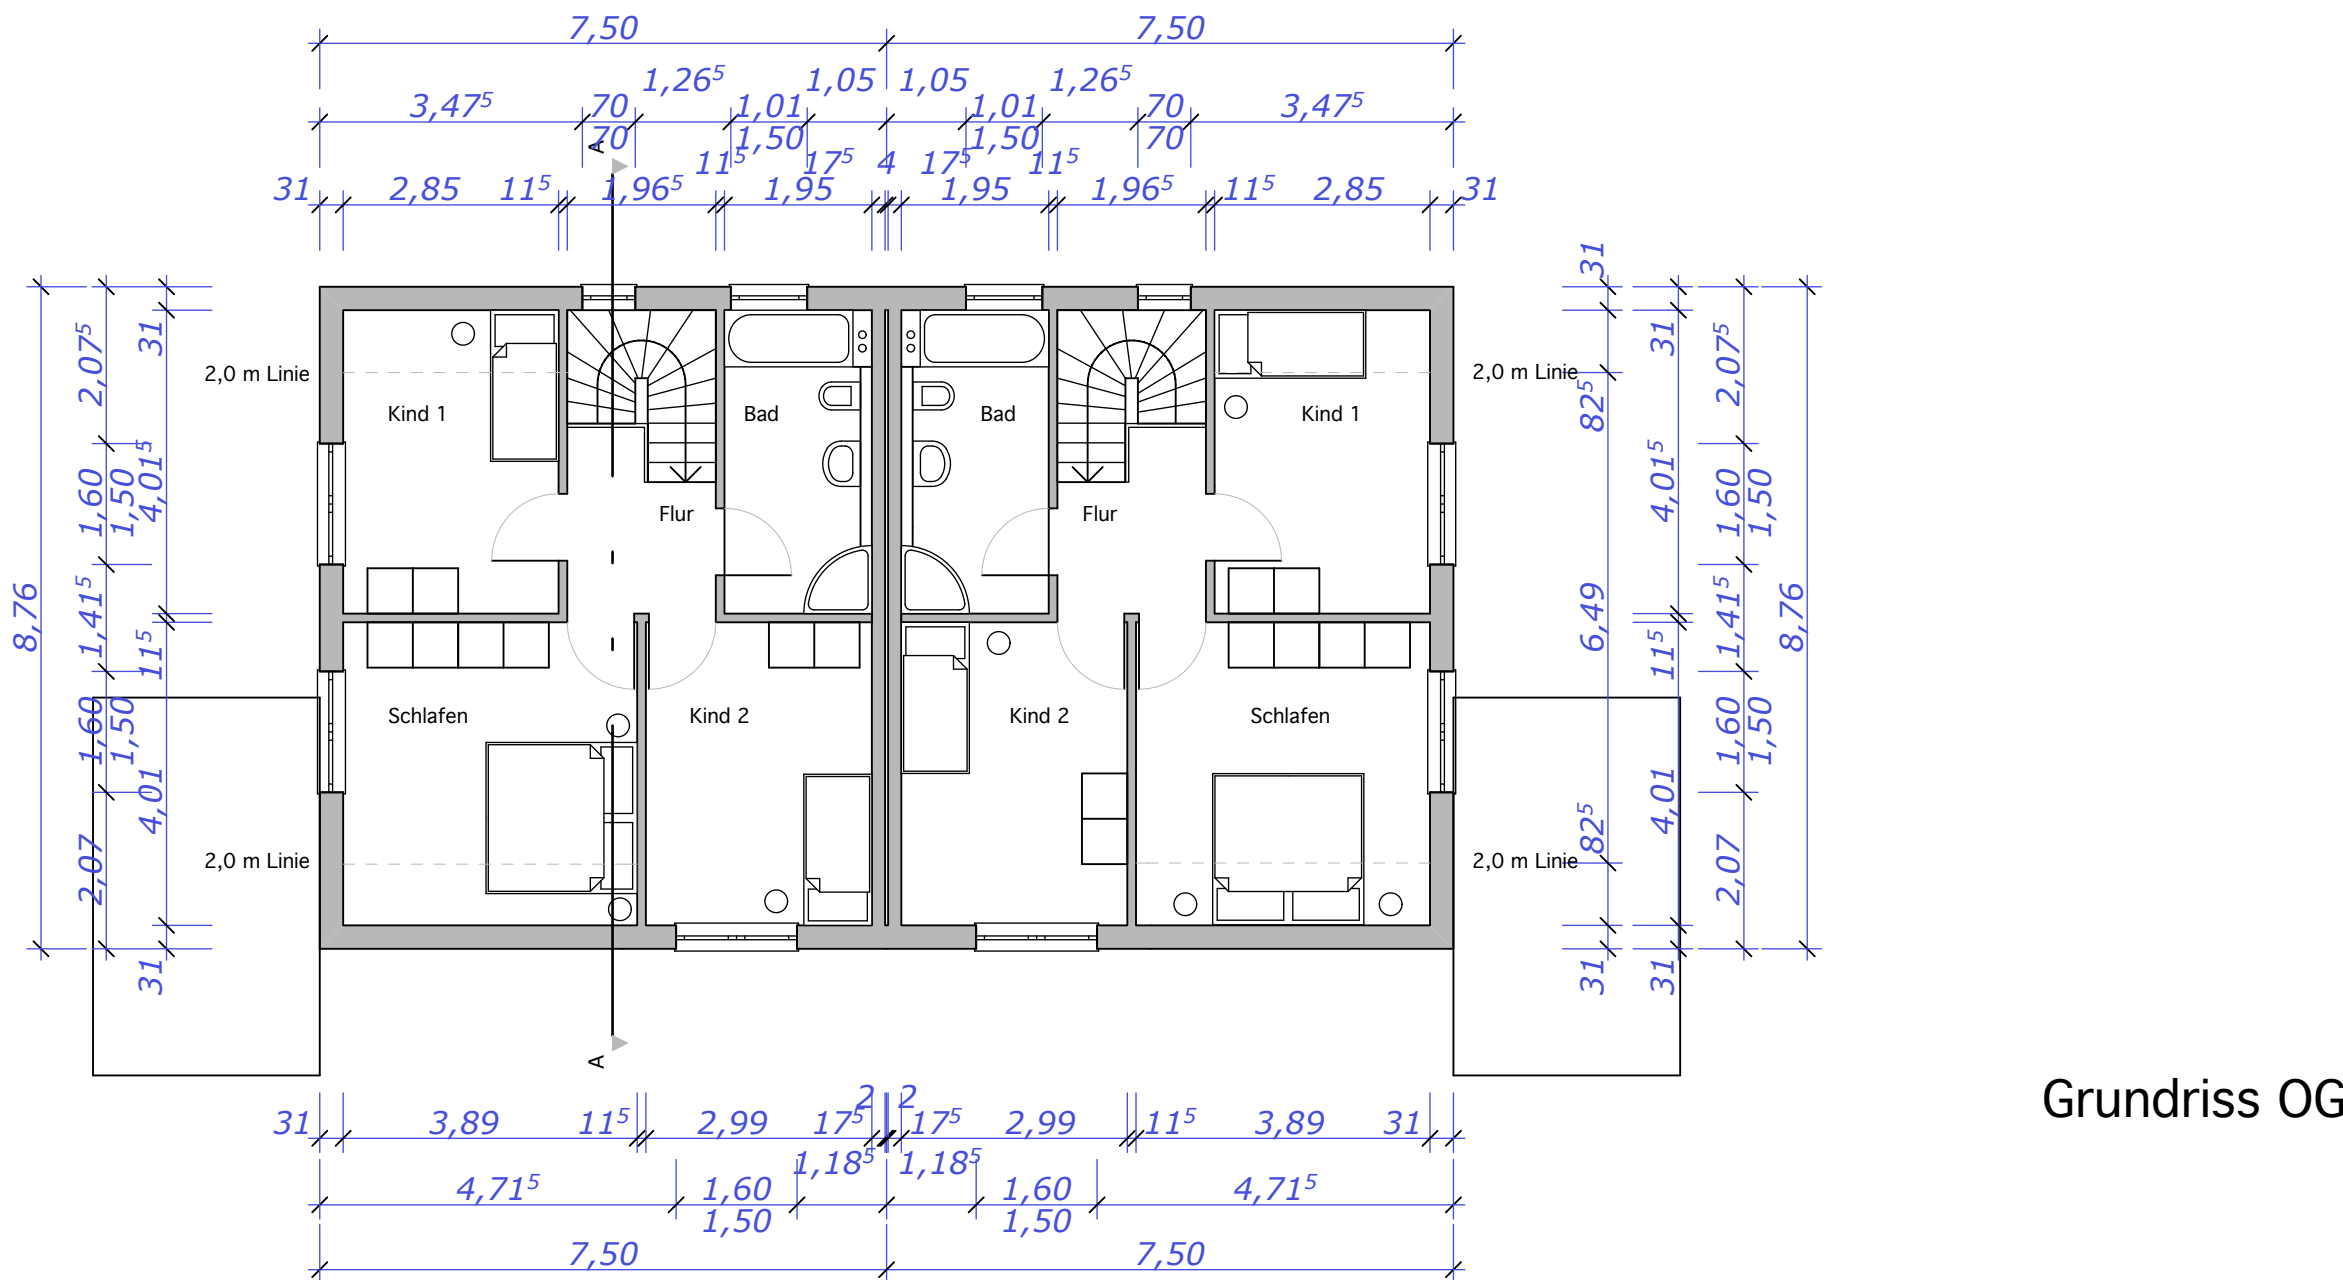 7,50 7,50
1,26⁵ 1,05 1,05 1,26⁵
3,47⁵ 70 1,01 1,01 70 3,47⁵
70 1,50 1,50 70
A 11⁵ 17⁵ 4 17⁵ 11⁵
31 2,85 11⁵ 1,96⁵ 1,95 1,95 1,96⁵ 11⁵ 2,85 31
31
2,07⁵ 31 31 2,07⁵
2,0 m Linie 2,0 m Linie
82⁵
Kind 1 Bad Bad Kind 1
1,60 1,50 4,01⁵ 4,01⁵ 1,60 1,50
Flur Flur
8,76 1,41⁵ 11⁵ 6,49 11⁵ 1,41⁵ 8,76
Schlafen Kind 2 Kind 2 Schlafen
1,60 1,50 4,01 4,01 1,60 1,50
82⁵
2,0 m Linie 2,0 m Linie
2,07 2,07
31 31 31
A
Grundriss OG
2 2
31 3,89 11⁵ 2,99 17⁵ 17⁵ 2,99 11⁵ 3,89 31
1,18⁵ 1,18⁵
4,71⁵ 1,60 1,60 4,71⁵
1,50 1,50
7,50 7,50